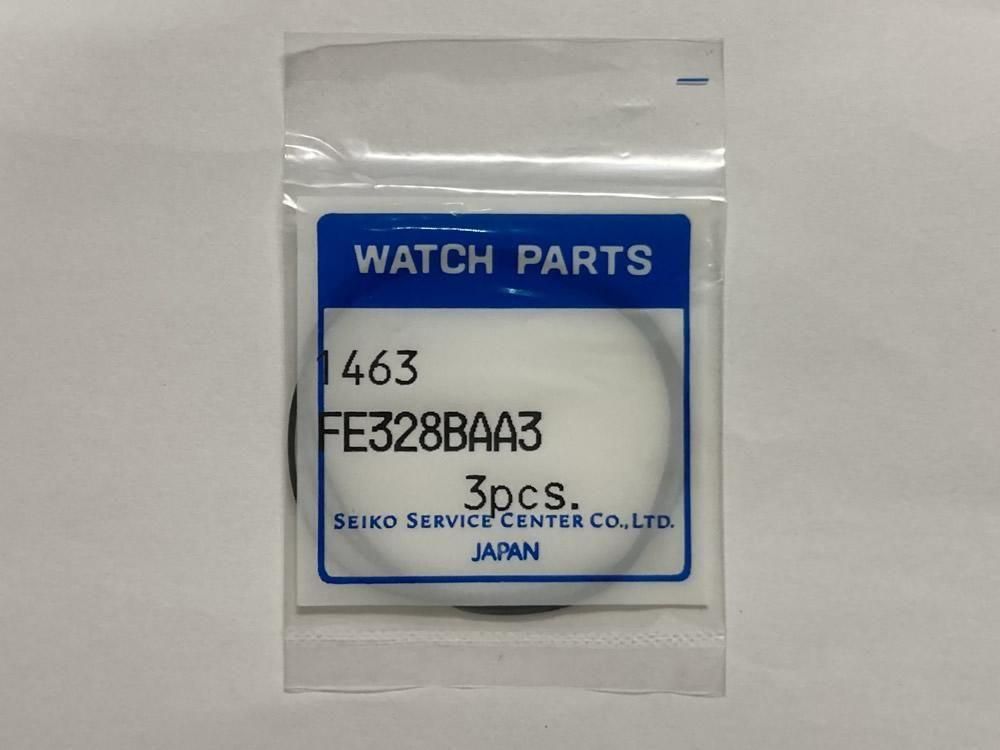 WATCH PARTS
1463
FE328BAA3
3pcs.
SEIKO SERVICE CENTER CO.,LTD.
JAPAN